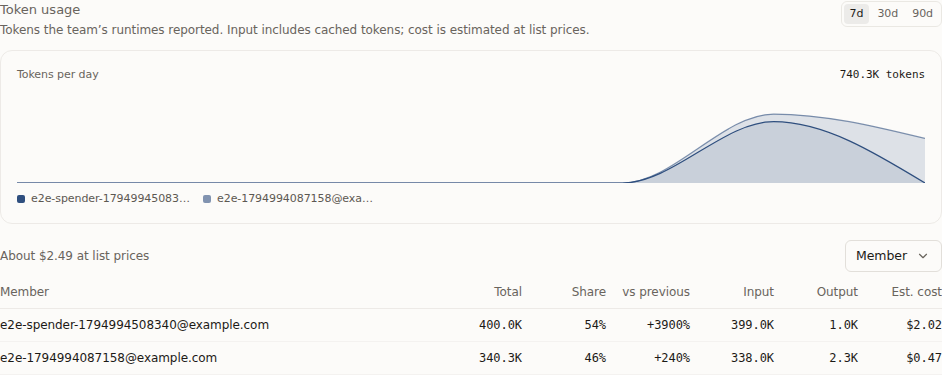 Token usage
7d 30d 90d
Tokens the team’s runtimes reported. Input includes cached tokens; cost is estimated at list prices.
Tokens per day 740.3K tokens
e2e-spender-17949945083… e2e-1794994087158@exa…
About $2.49 at list prices Member
Member Total Share vs previous Input Output Est. cost
e2e-spender-1794994508340@example.com 400.0K 54% +3900% 399.0K 1.0K $2.02
e2e-1794994087158@example.com 340.3K 46% +240% 338.0K 2.3K $0.47